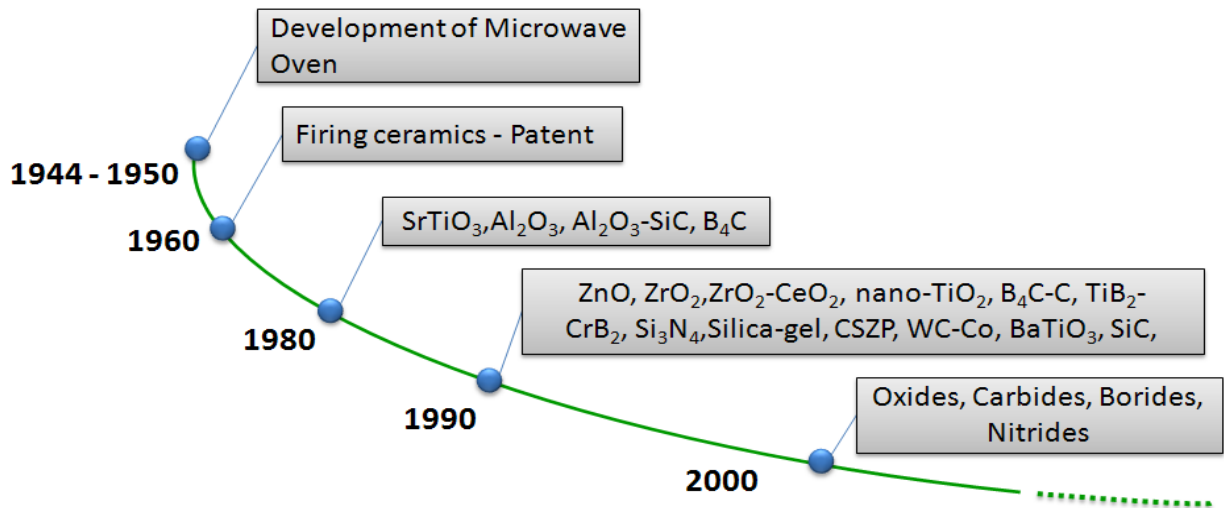 Development of Microwave
Oven
Firing ceramics - Patent
1944 - 1950
1960
SrTiO₃,Al₂O₃, Al₂O₃-SiC, B₄C
1980
ZnO, ZrO₂,ZrO₂-CeO₂, nano-TiO₂, B₄C-C, TiB₂-
CrB₂, Si₃N₄,Silica-gel, CSZP, WC-Co, BaTiO₃, SiC,
1990
Oxides, Carbides, Borides,
Nitrides
2000